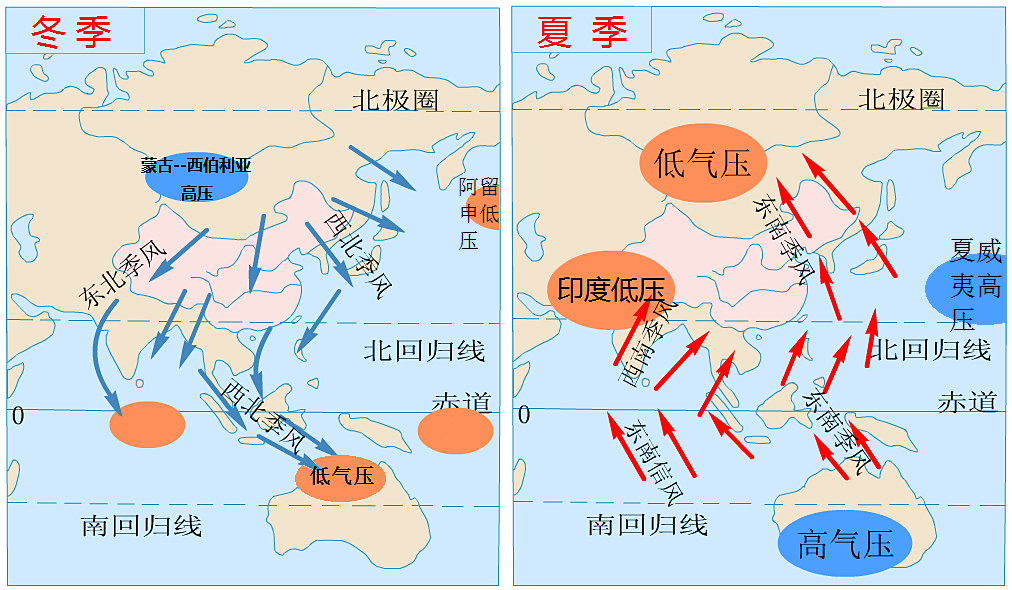 冬季
北极圈
蒙古--西伯利亚
高压
阿留
申低
压
西北季风
东北季风
北回归线
西北季风
赤道
0
低气压
南回归线
夏季
北极圈
低气压
东南季风
夏威
夷高
压
印度低压
西南季风
北回归线
赤道
0
东南季风
东南信风
南回归线
高气压